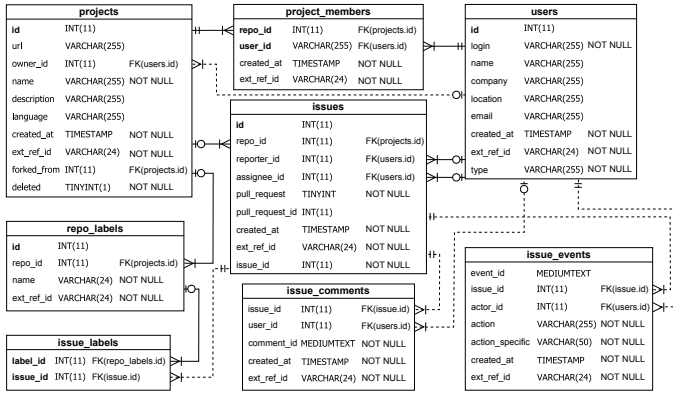 projects
id INT(11)
url VARCHAR(255)
owner_id INT(11) FK(users.id)
name VARCHAR(255) NOT NULL
description VARCHAR(255)
language VARCHAR(255)
created_at TIMESTAMP NOT NULL
ext_ref_id VARCHAR(24) NOT NULL
forked_from INT(11) FK(projects.id)
deleted TINYINT(1) NOT NULL
project_members
repo_id INT(11) FK(projects.id)
user_id VARCHAR(255) FK(users.id)
created_at TIMESTAMP NOT NULL
ext_ref_id VARCHAR(24) NOT NULL
users
id INT(11)
login VARCHAR(255) NOT NULL
name VARCHAR(255)
company VARCHAR(255)
location VARCHAR(255)
email VARCHAR(255)
created_at TIMESTAMP NOT NULL
ext_ref_id VARCHAR(24) NOT NULL
type VARCHAR(255) NOT NULL
issues
id INT(11)
repo_id INT(11) FK(projects.id)
reporter_id INT(11) FK(users.id)
assignee_id INT(11) FK(users.id)
pull_request TINYINT NOT NULL
pull_request_id INT(11)
created_at TIMESTAMP NOT NULL
ext_ref_id VARCHAR(24) NOT NULL
issue_id INT(11) NOT NULL
repo_labels
id INT(11)
repo_id INT(11) FK(projects.id)
name VARCHAR(24) NOT NULL
ext_ref_id VARCHAR(24) NOT NULL
issue_labels
label_id INT(11) FK(repo_labels.id)
issue_id INT(11) FK(issue.id)
issue_comments
issue_id INT(11) FK(issue.id)
user_id INT(11) FK(users.id)
comment_id MEDIUMTEXT NOT NULL
created_at TIMESTAMP NOT NULL
ext_ref_id VARCHAR(24) NOT NULL
issue_events
event_id MEDIUMTEXT
issue_id INT(11) FK(issue.id)
actor_id INT(11) FK(users.id)
action VARCHAR(255) NOT NULL
action_specific VARCHAR(50) NOT NULL
created_at TIMESTAMP NOT NULL
ext_ref_id VARCHAR(24) NOT NULL